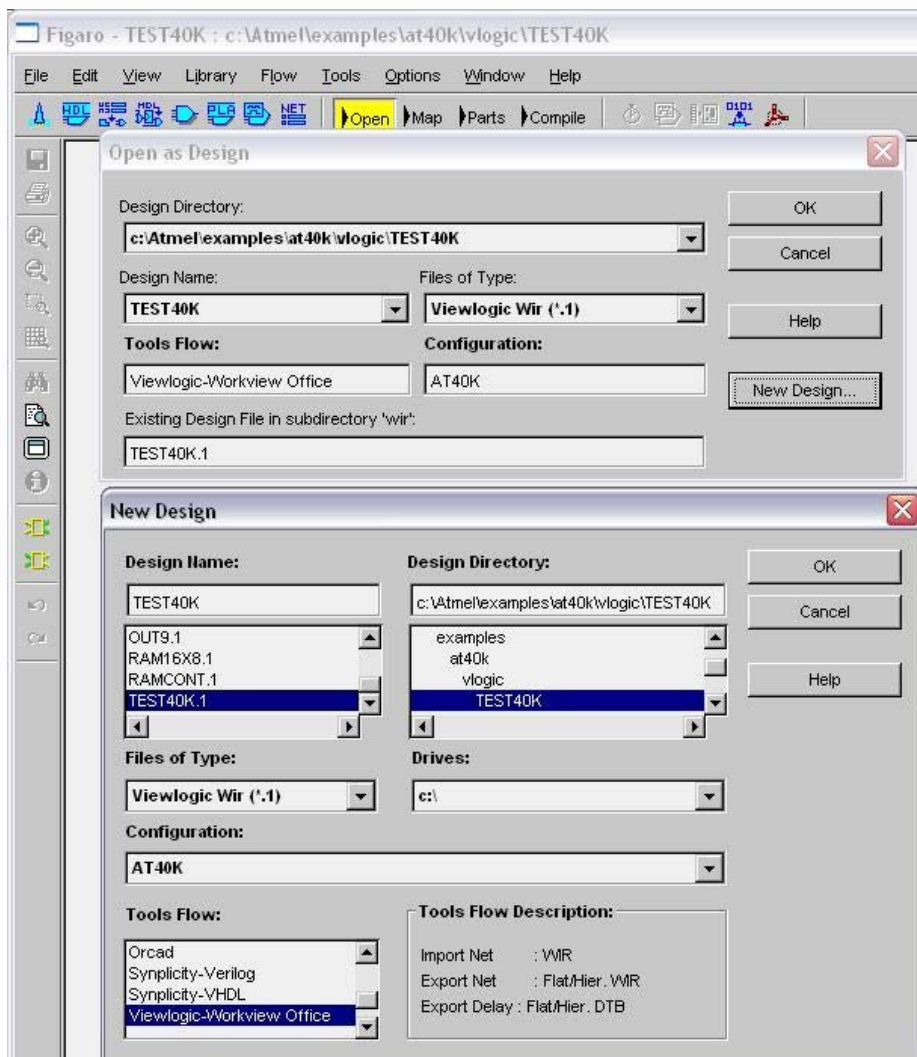 Figaro - TEST40K : c:\Atmel\examples\at40k\vlogic\TEST40K
File Edit View Library Flow Tools Options Window Help
HDL PLA NET Open Map Parts Compile 0101
Open as Design
Design Directory:
OK
c:\Atmel\examples\at40k\vlogic\TEST40K
Cancel
Design Name: Files of Type:
TEST40K Viewlogic Wir (*.1)
Help
Tools Flow: Configuration:
Viewlogic-Workview Office AT40K
New Design...
Existing Design File in subdirectory 'wir':
TEST40K.1
New Design
Design Name: Design Directory:
OK
TEST40K c:\Atmel\examples\at40k\vlogic\TEST40K
Cancel
OUT9.1 examples
RAM16X8.1 at40k
RAMCONT.1 vlogic
Help
TEST40K.1 TEST40K
Files of Type: Drives:
Viewlogic Wir (*.1) c:\
Configuration:
AT40K
Tools Flow: Tools Flow Description:
Orcad
Import Net : WIR
Synplicity-Verilog
Export Net : Flat/Hier. WIR
Synplicity-VHDL
Export Delay : Flat/Hier. DTB
Viewlogic-Workview Office